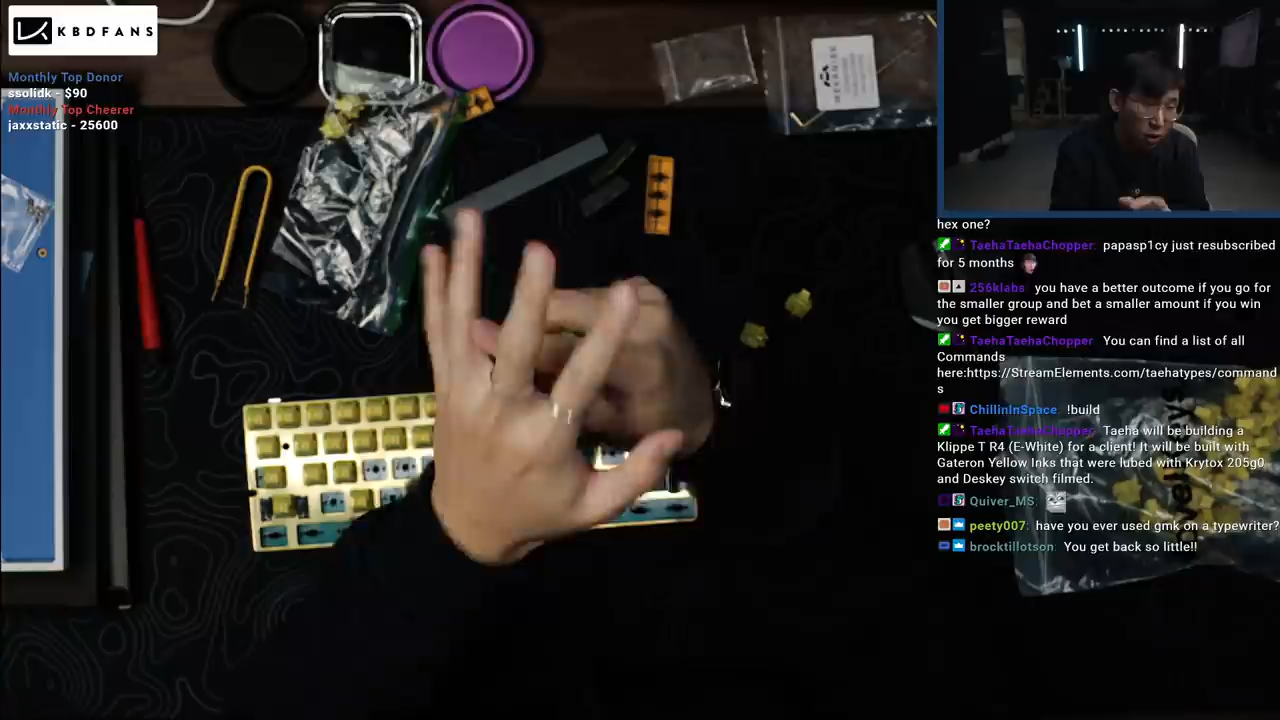 KBDFANS
Monthly Top Donor
ssolidk - $90
Monthly Top Cheerer
jaxxstatic - 25600
hex one?
TaehaTaehaChopper: papasp1cy just resubscribed
for 5 months
256klabs: you have a better outcome if you go for
the smaller group and bet a smaller amount if you win
you get bigger reward
TaehaTaehaChopper: You can find a list of all
Commands
here:https://StreamElements.com/taehatypes/command
s
ChillinInSpace: !build
TaehaTaehaChopper: Taeha will be building a
Klippe T R4 (E-White) for a client! It will be built with
Gateron Yellow Inks that were lubed with Krytox 205g0
and Deskey switch filmed.
Quiver_MS:
peety007: have you ever used gmk on a typewriter?
brocktillotson: You get back so little!!